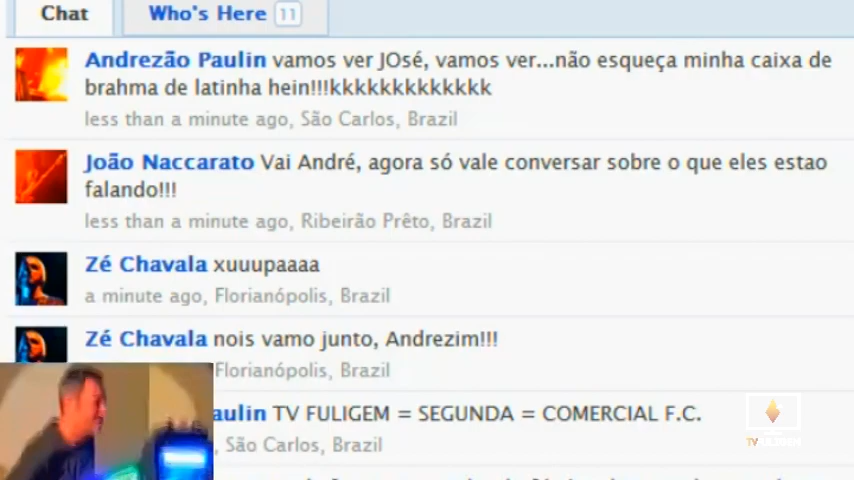 Chat
Who's Here 11
Andrezão Paulin vamos ver JOsé, vamos ver...não esqueça minha caixa de
brahma de latinha hein!!!kkkkkkkkkkkkk
less than a minute ago, São Carlos, Brazil
João Naccarato Vai André, agora só vale conversar sobre o que eles estao
falando!!!
less than a minute ago, Ribeirão Prêto, Brazil
Zé Chavala xuuupaaaa
a minute ago, Florianópolis, Brazil
Zé Chavala nois vamo junto, Andrezim!!!
Florianópolis, Brazil
aulin TV FULIGEM = SEGUNDA = COMERCIAL F.C.
, São Carlos, Brazil